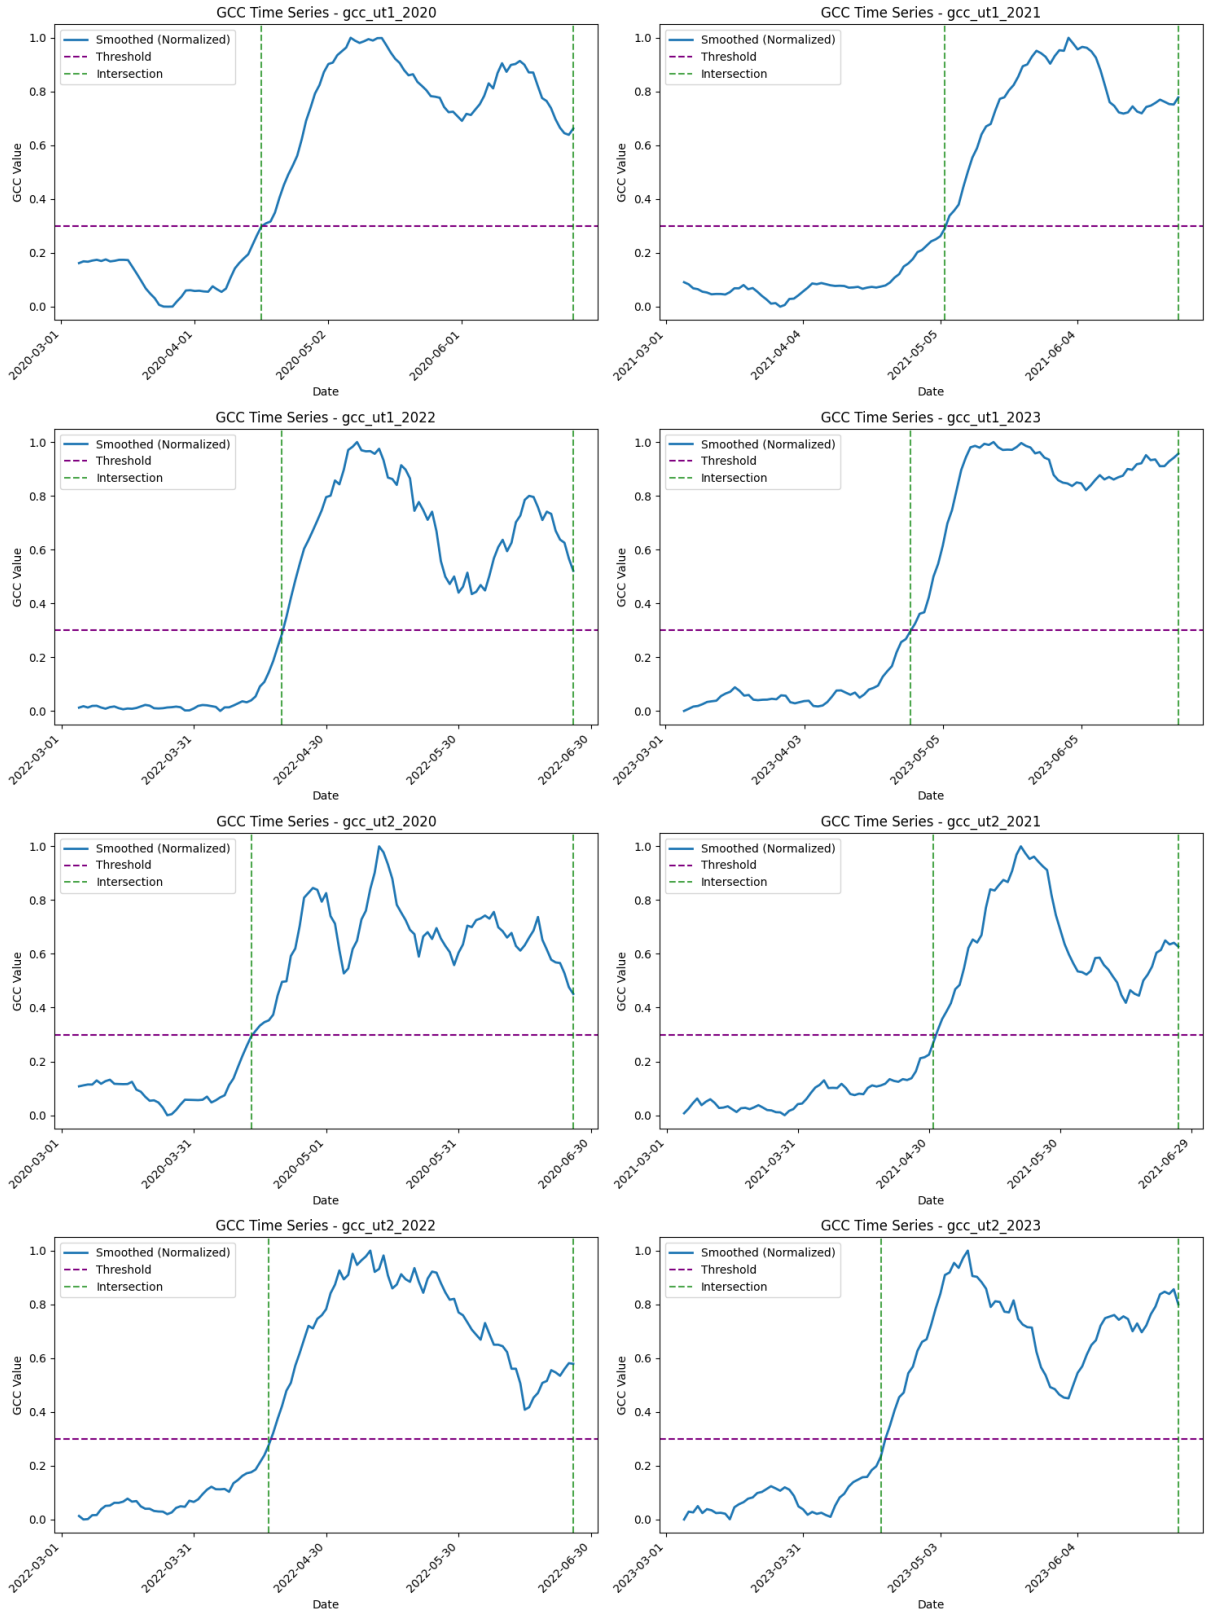 GCC Time Series - gcc_ut1_2020
Smoothed (Normalized)
Threshold
Intersection
GCC Value
1.0
0.8
0.6
0.4
0.2
0.0
2020-03-01
2020-04-01
2020-05-02
2020-06-01
Date
GCC Time Series - gcc_ut1_2021
Smoothed (Normalized)
Threshold
Intersection
GCC Value
1.0
0.8
0.6
0.4
0.2
0.0
2021-03-01
2021-04-04
2021-05-05
2021-06-04
Date
GCC Time Series - gcc_ut1_2022
Smoothed (Normalized)
Threshold
Intersection
GCC Value
1.0
0.8
0.6
0.4
0.2
0.0
2022-03-01
2022-03-31
2022-04-30
2022-05-30
2022-06-30
Date
GCC Time Series - gcc_ut1_2023
Smoothed (Normalized)
Threshold
Intersection
GCC Value
1.0
0.8
0.6
0.4
0.2
0.0
2023-03-01
2023-04-03
2023-05-05
2023-06-05
Date
GCC Time Series - gcc_ut2_2020
Smoothed (Normalized)
Threshold
Intersection
GCC Value
1.0
0.8
0.6
0.4
0.2
0.0
2020-03-01
2020-03-31
2020-05-01
2020-05-31
2020-06-30
Date
GCC Time Series - gcc_ut2_2021
Smoothed (Normalized)
Threshold
Intersection
GCC Value
1.0
0.8
0.6
0.4
0.2
0.0
2021-03-01
2021-03-31
2021-04-30
2021-05-30
2021-06-29
Date
GCC Time Series - gcc_ut2_2022
Smoothed (Normalized)
Threshold
Intersection
GCC Value
1.0
0.8
0.6
0.4
0.2
0.0
2022-03-01
2022-03-31
2022-04-30
2022-05-30
2022-06-30
Date
GCC Time Series - gcc_ut2_2023
Smoothed (Normalized)
Threshold
Intersection
GCC Value
1.0
0.8
0.6
0.4
0.2
0.0
2023-03-01
2023-03-31
2023-05-03
2023-06-04
Date